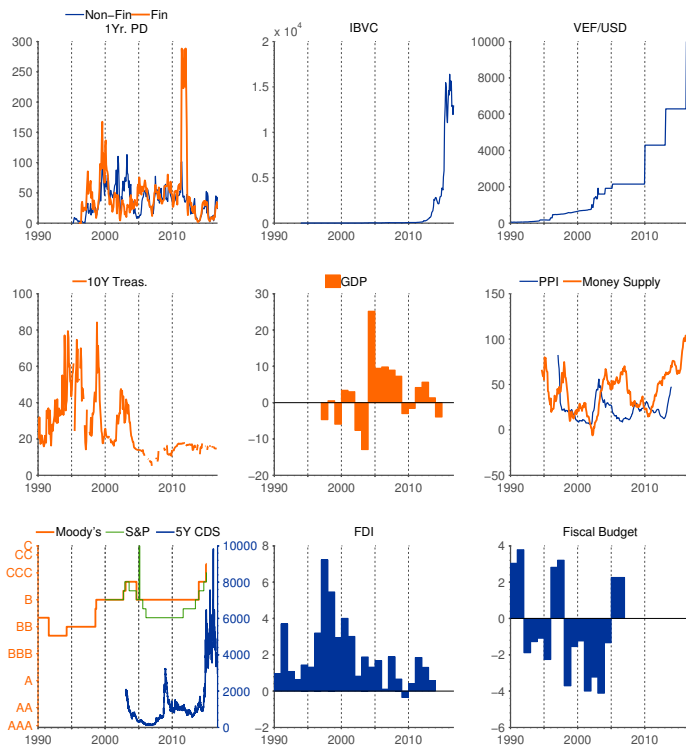 Non-Fin Fin
1Yr. PD
300
250
200
150
100
50
0
1990 2000 2010
IBVC
2 x 10^4
1.5
1
0.5
0
1990 2000 2010
VEF/USD
10000
8000
6000
4000
2000
0
1990 2000 2010
10Y Treas.
100
80
60
40
20
0
1990 2000 2010
GDP
30
20
10
0
−10
−20
1990 2000 2010
PPI Money Supply
150
100
50
0
−50
1990 2000 2010
Moody's S&P 5Y CDS
C
CC
CCC
B
BB
BBB
A
AA
AAA
10000
8000
6000
4000
2000
0
1990 2000 2010
FDI
8
6
4
2
0
−2
1990 2000 2010
Fiscal Budget
4
2
0
−2
−4
−6
1990 2000 2010